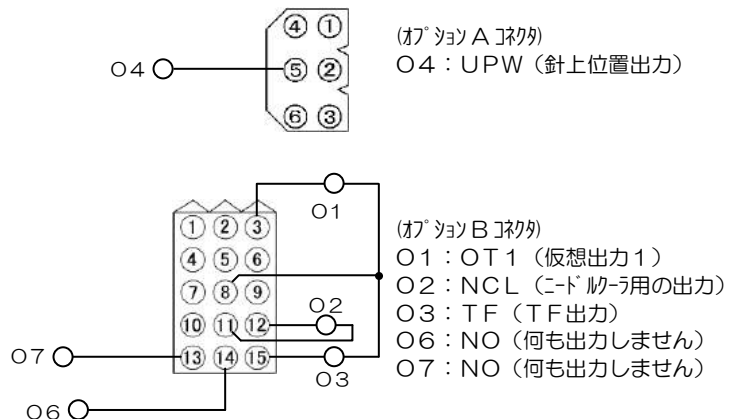 ④ ①
⑤ ②
⑥ ③
O4
(ｵﾌﾟｼｮﾝ A ｺﾈｸﾀ)
O4：UPW（針上位置出力）
O1
① ② ③
④ ⑤ ⑥
⑦ ⑧ ⑨
⑩ ⑪ ⑫
⑬ ⑭ ⑮
O2
O3
O7
O6
(ｵﾌﾟｼｮﾝ B ｺﾈｸﾀ)
O1：OT1（仮想出力1）
O2：NCL（ﾆｰﾄﾞﾙｸｰﾗ用の出力）
O3：TF（TF出力）
O6：NO（何も出力しません）
O7：NO（何も出力しません）